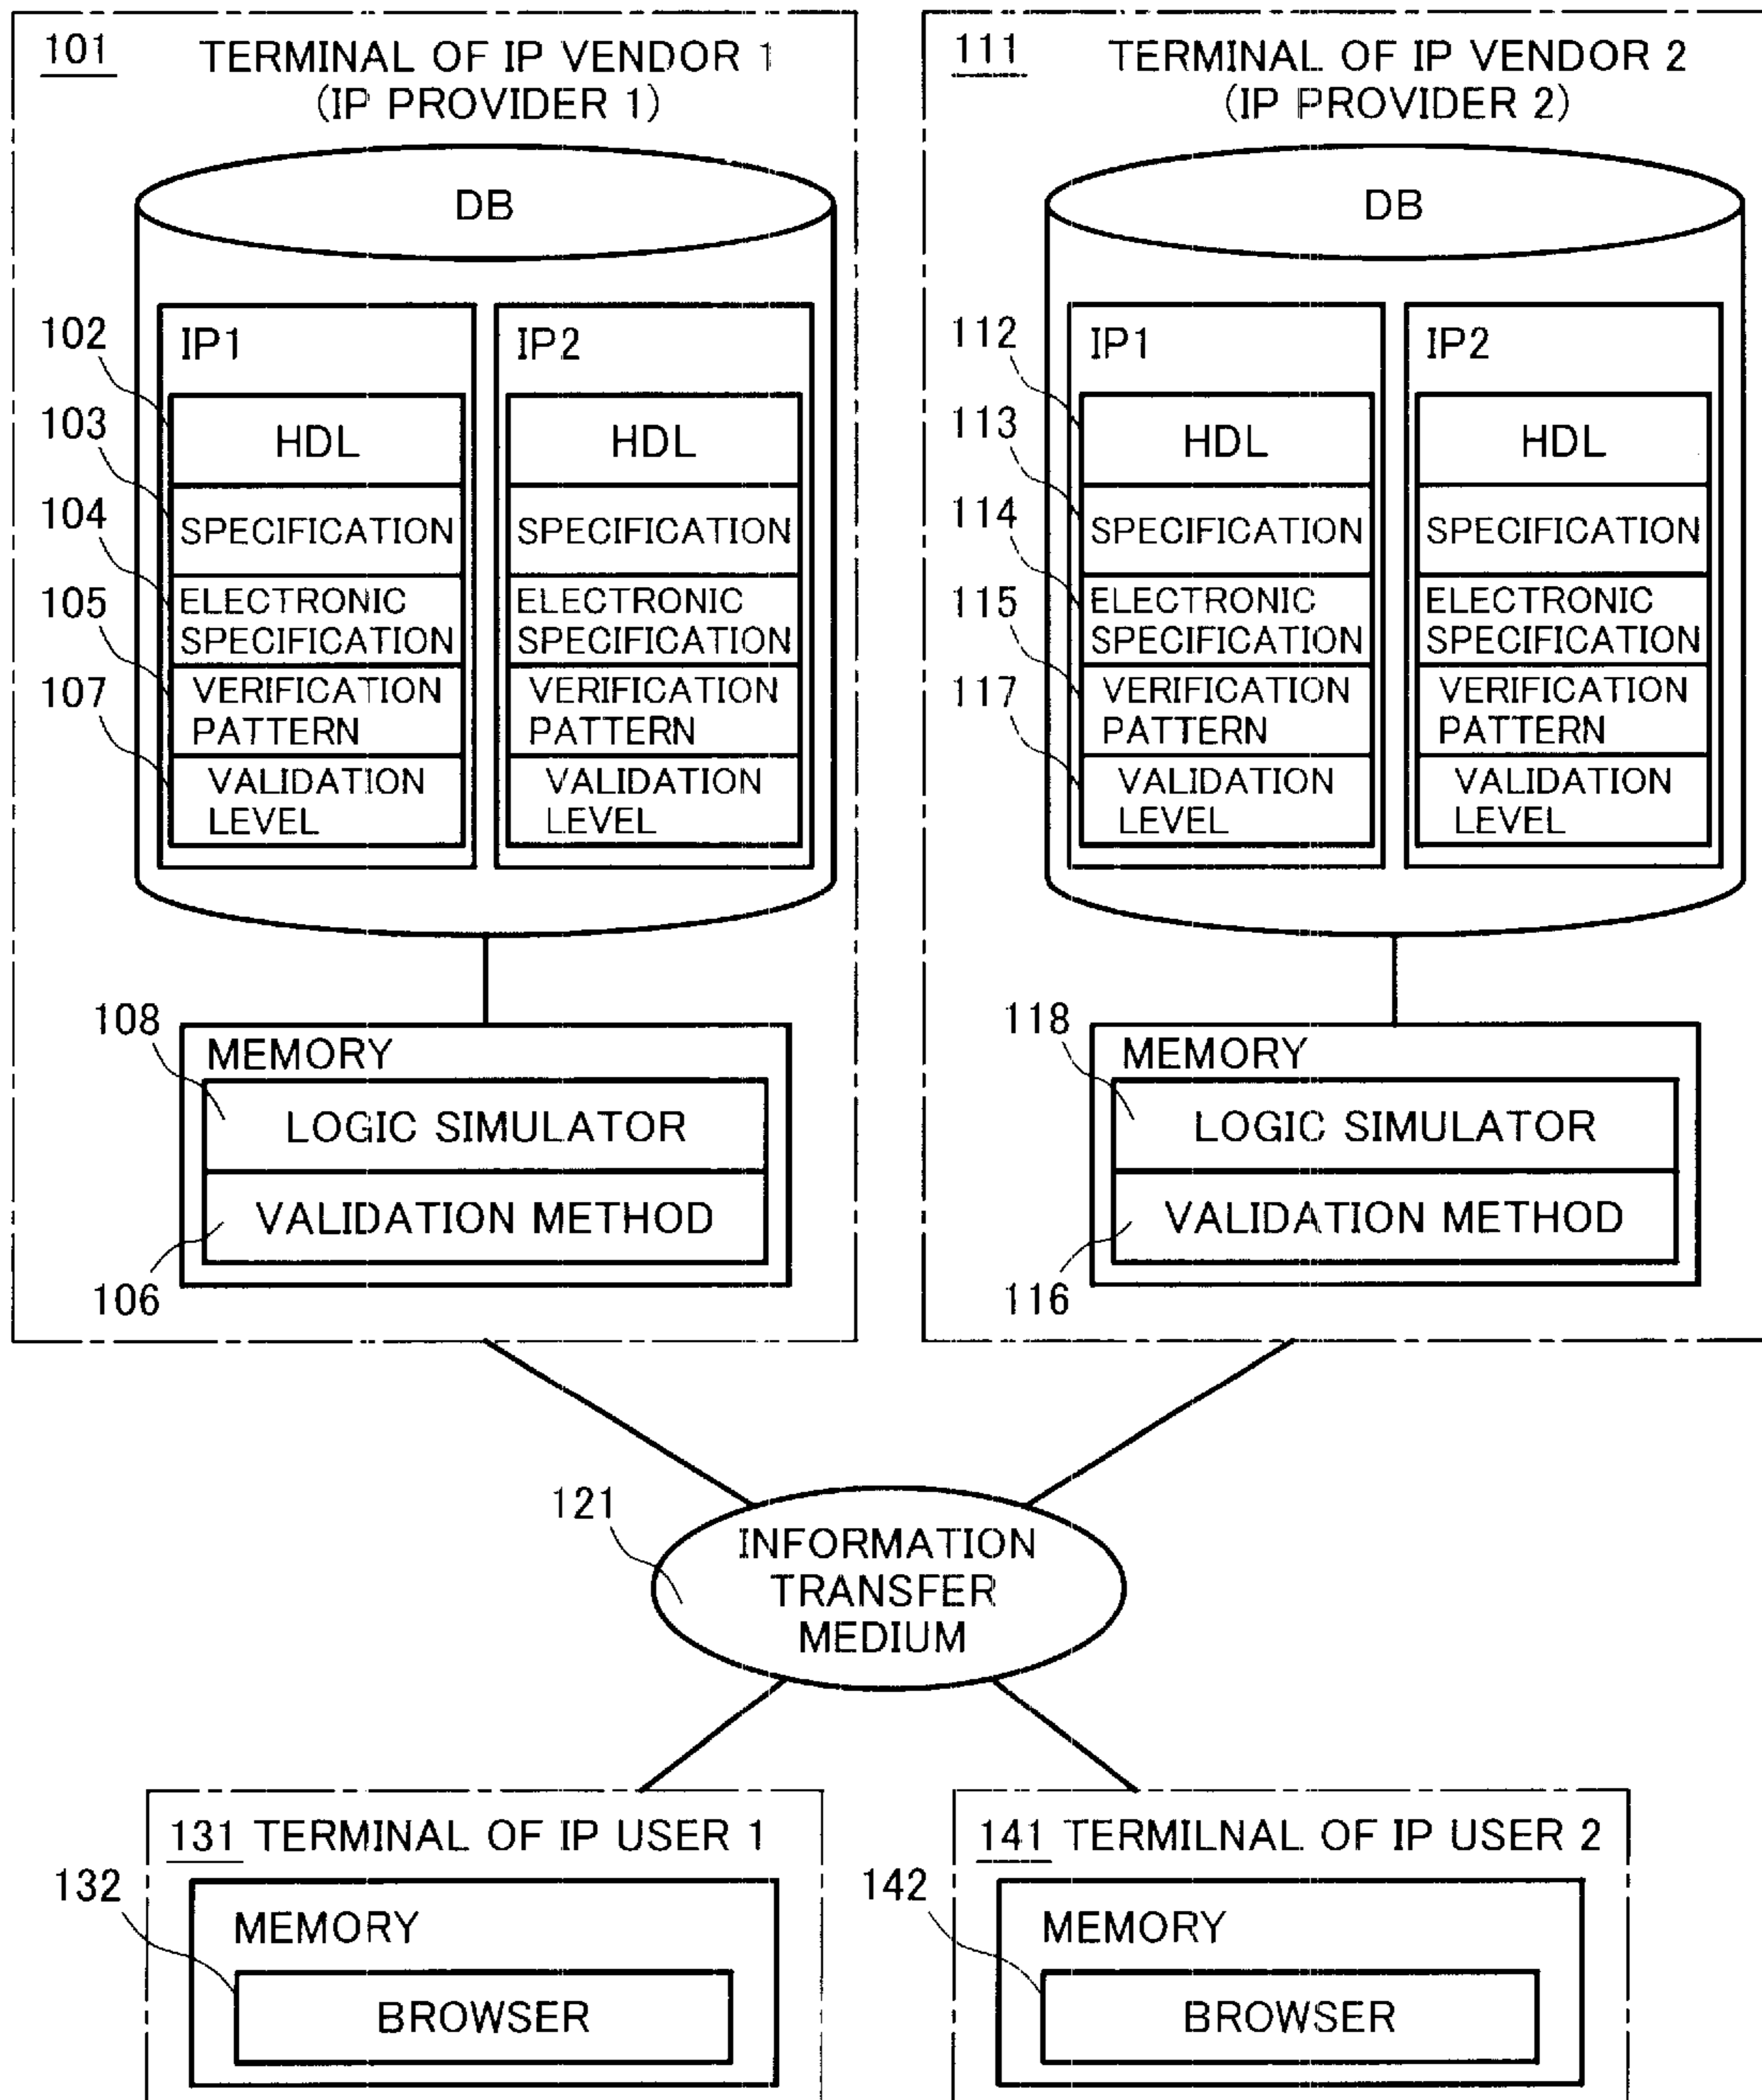 101 TERMINAL OF IP VENDOR 1
(IP PROVIDER 1)
DB
IP1
IP2
102
HDL
HDL
103
SPECIFICATION
SPECIFICATION
104
ELECTRONIC
SPECIFICATION
ELECTRONIC
SPECIFICATION
105
VERIFICATION
PATTERN
VERIFICATION
PATTERN
107
VALIDATION
LEVEL
VALIDATION
LEVEL
108
MEMORY
LOGIC SIMULATOR
VALIDATION METHOD
106
111 TERMINAL OF IP VENDOR 2
(IP PROVIDER 2)
DB
IP1
IP2
112
HDL
HDL
113
SPECIFICATION
SPECIFICATION
114
ELECTRONIC
SPECIFICATION
ELECTRONIC
SPECIFICATION
115
VERIFICATION
PATTERN
VERIFICATION
PATTERN
117
VALIDATION
LEVEL
VALIDATION
LEVEL
118
MEMORY
LOGIC SIMULATOR
VALIDATION METHOD
116
121
INFORMATION
TRANSFER
MEDIUM
131 TERMINAL OF IP USER 1
132
MEMORY
BROWSER
141 TERMILNAL OF IP USER 2
142
MEMORY
BROWSER